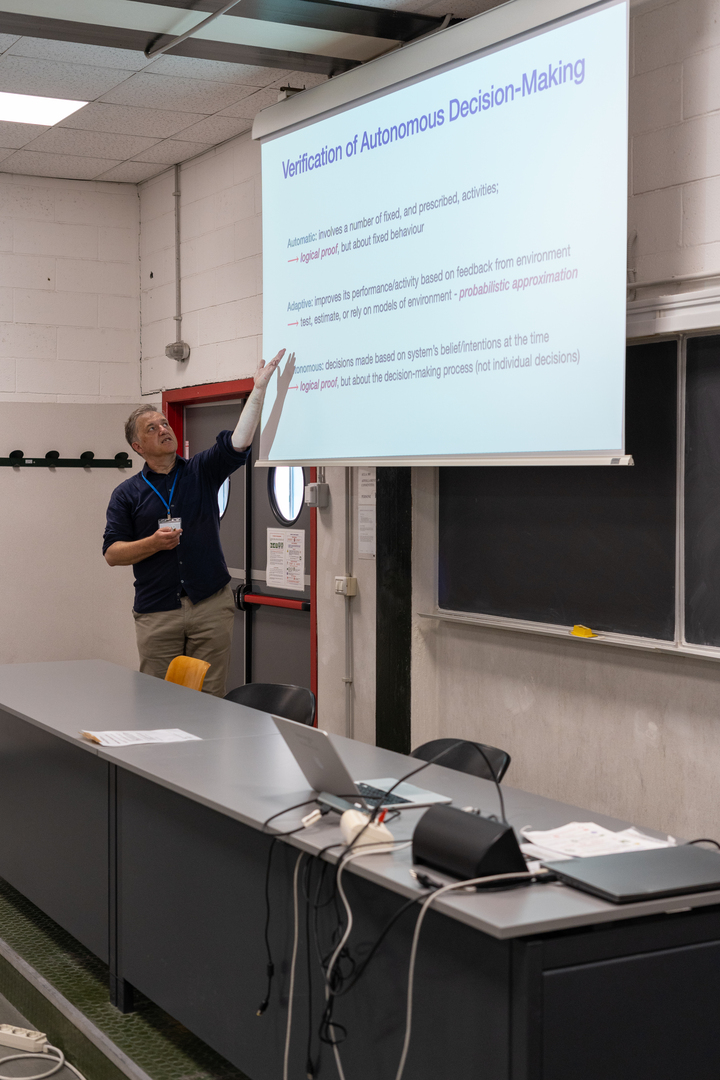 Verification of Autonomous Decision-Making
Automatic: involves a number of fixed, and prescribed, activities;
⟶ logical proof, but about fixed behaviour
Adaptive: improves its performance/activity based on feedback from environment
⟶ test, estimate, or rely on models of environment - probabilistic approximation
tonomous: decisions made based on system's belief/intentions at the time
⟶ logical proof, but about the decision-making process (not individual decisions)